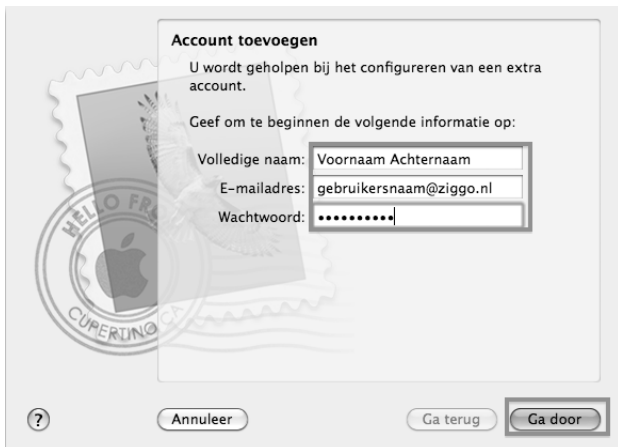 Account toevoegen
U wordt geholpen bij het configureren van een extra
account.
Geef om te beginnen de volgende informatie op:
Volledige naam: Voornaam Achternaam
E-mailadres: gebruikersnaam@ziggo.nl
Wachtwoord: ••••••••••
HELLO FRO
CUPERTINO CA
? Annuleer Ga terug Ga door